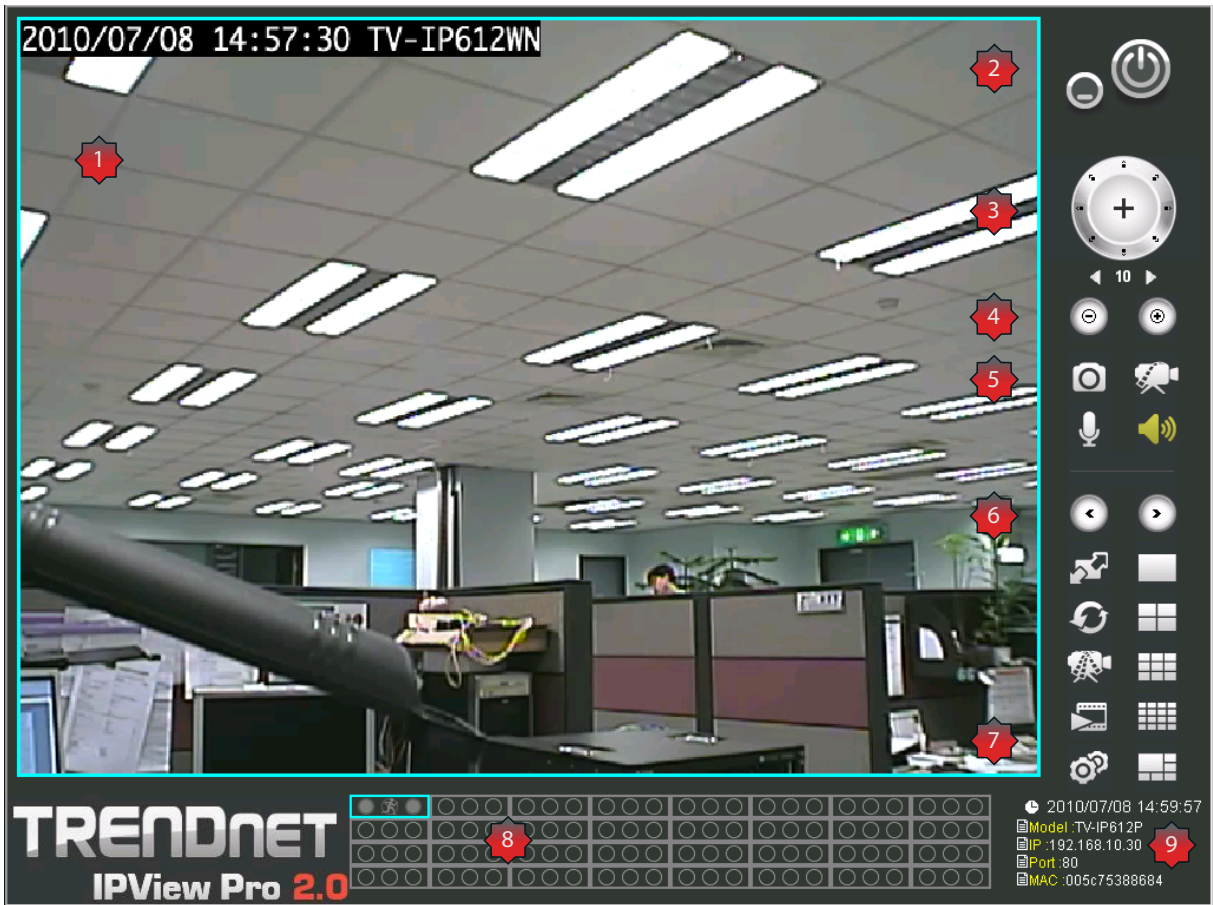 2010/07/08 14:57:30 TV-IP612WN
1
2
3
10
4
5
6
7
TRENDnET
IPView Pro 2.0
8
2010/07/08 14:59:57
Model :TV-IP612P
IP :192.168.10.30
Port :80
MAC :005c75388684
9